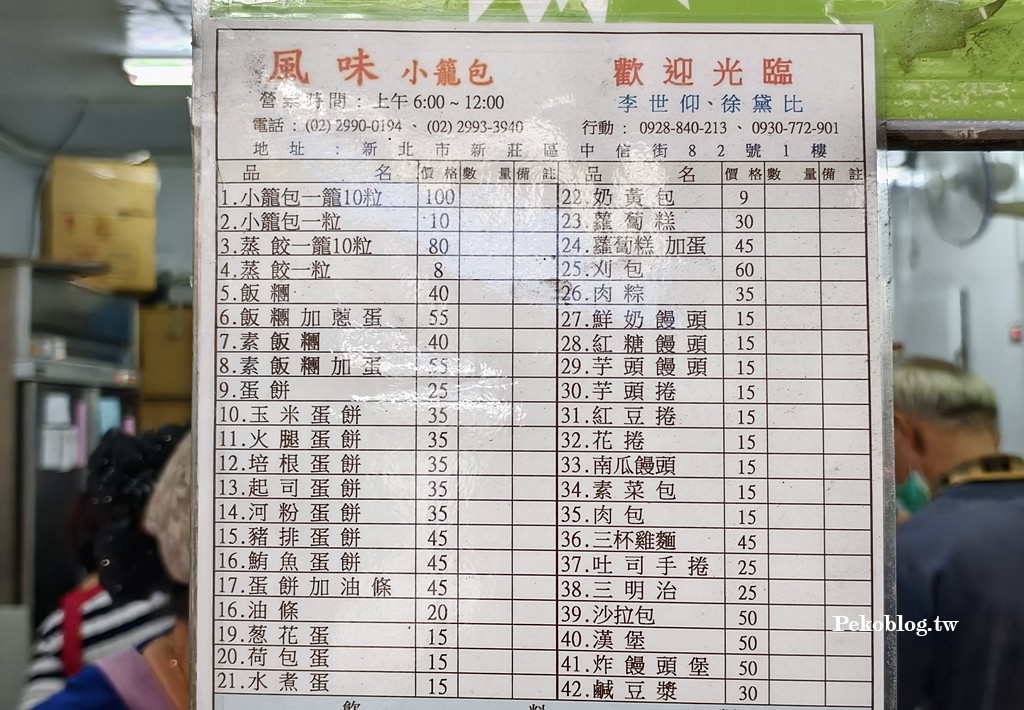 風味小籠包 歡迎光臨
營業時間：上午6:00～12:00 李世仰、徐黛比
電話：(02) 2990-0194、(02) 2993-3940 行動：0928-840-213、0930-772-901
地址：新北市新莊區中信街82號1樓
品名 價格 數量 備註 品名 價格 數量 備註
1.小籠包一籠10粒 100 22.奶黃包 9
2.小籠包一粒 10 23.蘿蔔糕 30
3.蒸餃一籠10粒 80 24.蘿蔔糕加蛋 45
4.蒸餃一粒 8 25.刈包 60
5.飯糰 40 26.肉粽 35
6.飯糰加蔥蛋 55 27.鮮奶饅頭 15
7.素飯糰 40 28.紅糖饅頭 15
8.素飯糰加蛋 55 29.芋頭饅頭 15
9.蛋餅 25 30.芋頭捲 15
10.玉米蛋餅 35 31.紅豆捲 15
11.火腿蛋餅 35 32.花捲 15
12.培根蛋餅 35 33.南瓜饅頭 15
13.起司蛋餅 35 34.素菜包 15
14.河粉蛋餅 35 35.肉包 15
15.豬排蛋餅 45 36.三杯雞麵 45
16.鮪魚蛋餅 45 37.吐司手捲 25
17.蛋餅加油條 45 38.三明治 25
16.油條 20 39.沙拉包 50
19.葱花蛋 15 40.漢堡 50
20.荷包蛋 15 41.炸饅頭堡 50
21.水煮蛋 15 42.鹹豆漿 30
飲料
Pekoblog.tw